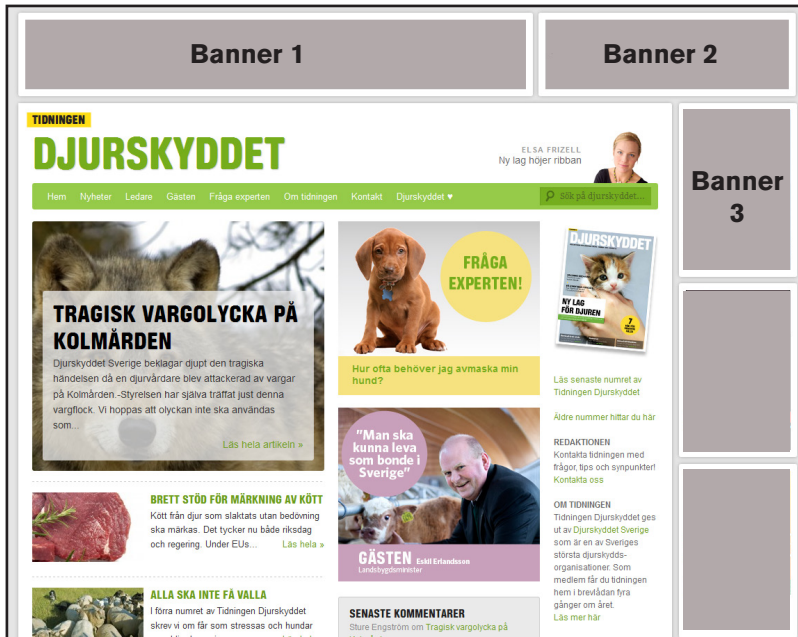 Banner 1
Banner 2
TIDNINGEN
DJURSKYDDET
ELSA FRIZELL
Ny lag höjer ribban
Hem Nyheter Ledare Gästen Fråga experten Om tidningen Kontakt Djurskyddet ♥
Sök på djurskyddet...
Banner
3
TRAGISK VARGOLYCKA PÅ
KOLMÅRDEN
Djurskyddet Sverige beklagar djupt den tragiska
händelsen då en djurvårdare blev attackerad av vargar
på Kolmården.-Styrelsen har själva träffat just denna
vargflock. Vi hoppas att olyckan inte ska användas
som...
Läs hela artikeln »
BRETT STÖD FÖR MÄRKNING AV KÖTT
Kött från djur som slaktats utan bedövning
ska märkas. Det tycker nu både riksdag
och regering. Under EUs... Läs hela »
ALLA SKA INTE FÅ VALLA
I förra numret av Tidningen Djurskyddet
skrev vi om får som stressas och hundar
FRÅGA
EXPERTEN!
Hur ofta behöver jag avmaska min
hund?
"Man ska
kunna leva
som bonde i
Sverige"
GÄSTEN Eskil Erlandsson
Landsbygdsminister
SENASTE KOMMENTARER
Sture Engström om Tragisk vargolycka på
DJURSKYDDET
NY LAG
FÖR DJUREN
7
Läs senaste numret av
Tidningen Djurskyddet
Äldre nummer hittar du här
REDAKTIONEN
Kontakta tidningen med
frågor, tips och synpunkter!
Kontakta oss
OM TIDNINGEN
Tidningen Djurskyddet ges
ut av Djurskyddet Sverige
som är en av Sveriges
största djurskydds-
organisationer. Som
medlem får du tidningen
hem i brevlådan fyra
gånger om året.
Läs mer här